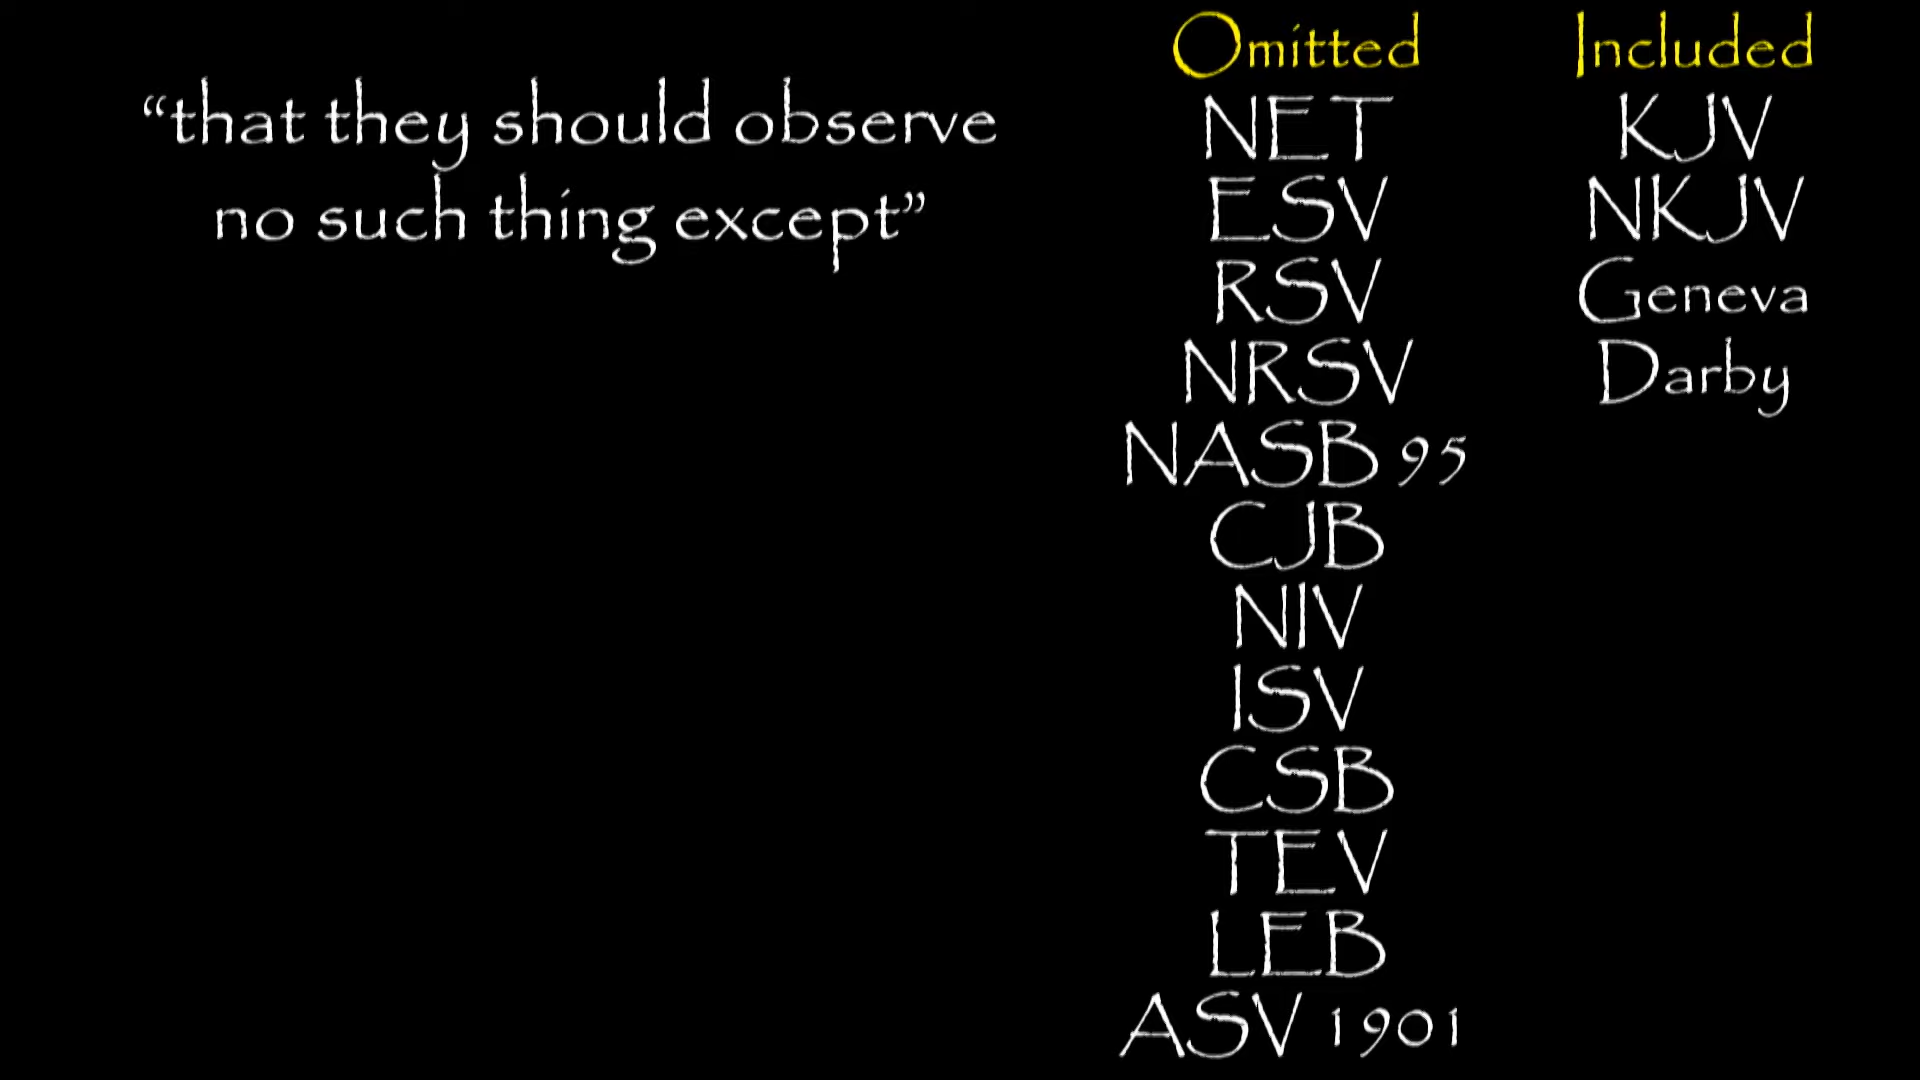 “that they should observe
no such thing except”
Omitted
NET
ESV
RSV
NRSV
NASB 95
CJB
NIV
ISV
CSB
TEV
LEB
ASV 1901
Included
KJV
NKJV
Geneva
Darby